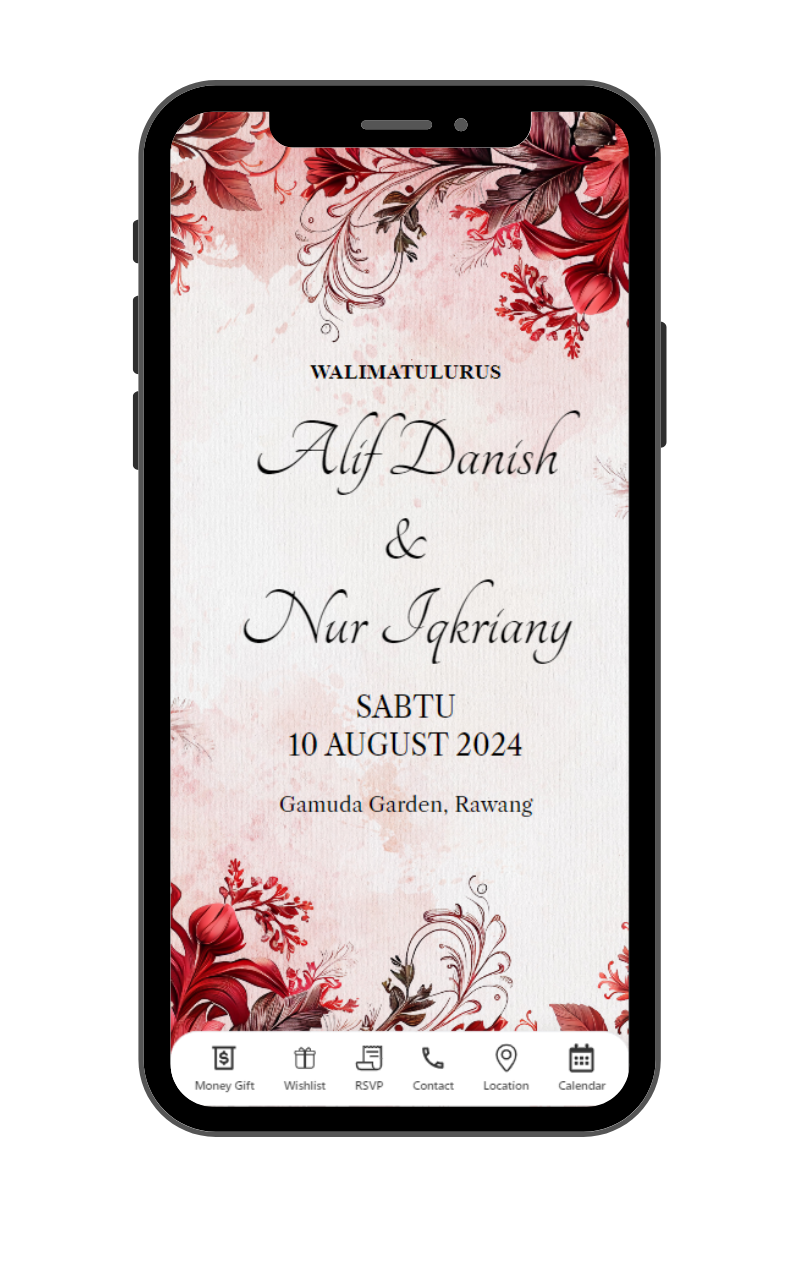 WALIMATULURUS
Alif Danish
&
Nur Iqkriany
SABTU
10 AUGUST 2024
Gamuda Garden, Rawang
Money Gift Wishlist RSVP Contact Location Calendar